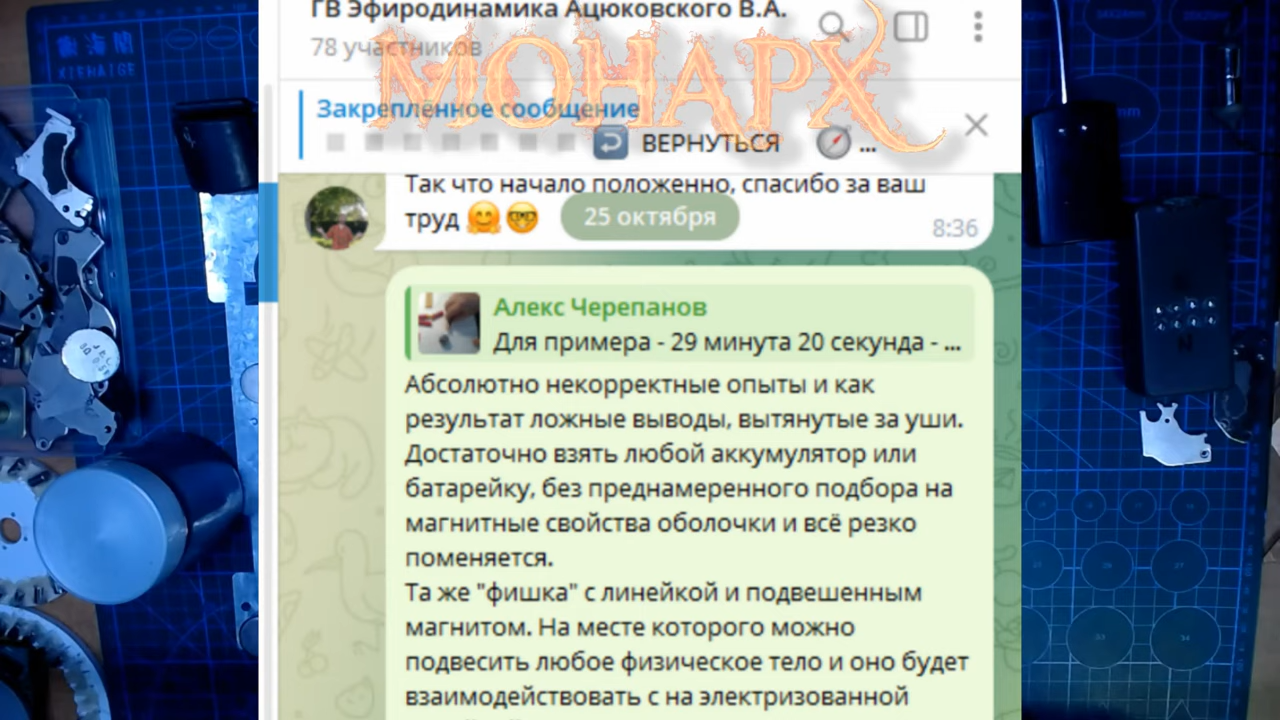 ГВ Эфиродинамика Ацюковского В.А.
78 участников
МОНАРХ
Закреплённое сообщение
ВЕРНУТЬСЯ ...
Так что начало положенно, спасибо за ваш
труд
25 октября
8:36
Алекс Черепанов
Для примера - 29 минута 20 секунда - ...
Абсолютно некорректные опыты и как
результат ложные выводы, вытянутые за уши.
Достаточно взять любой аккумулятор или
батарейку, без преднамеренного подбора на
магнитные свойства оболочки и всё резко
поменяется.
Та же "фишка" с линейкой и подвешенным
магнитом. На месте которого можно
подвесить любое физическое тело и оно будет
взаимодействовать с на электризованной